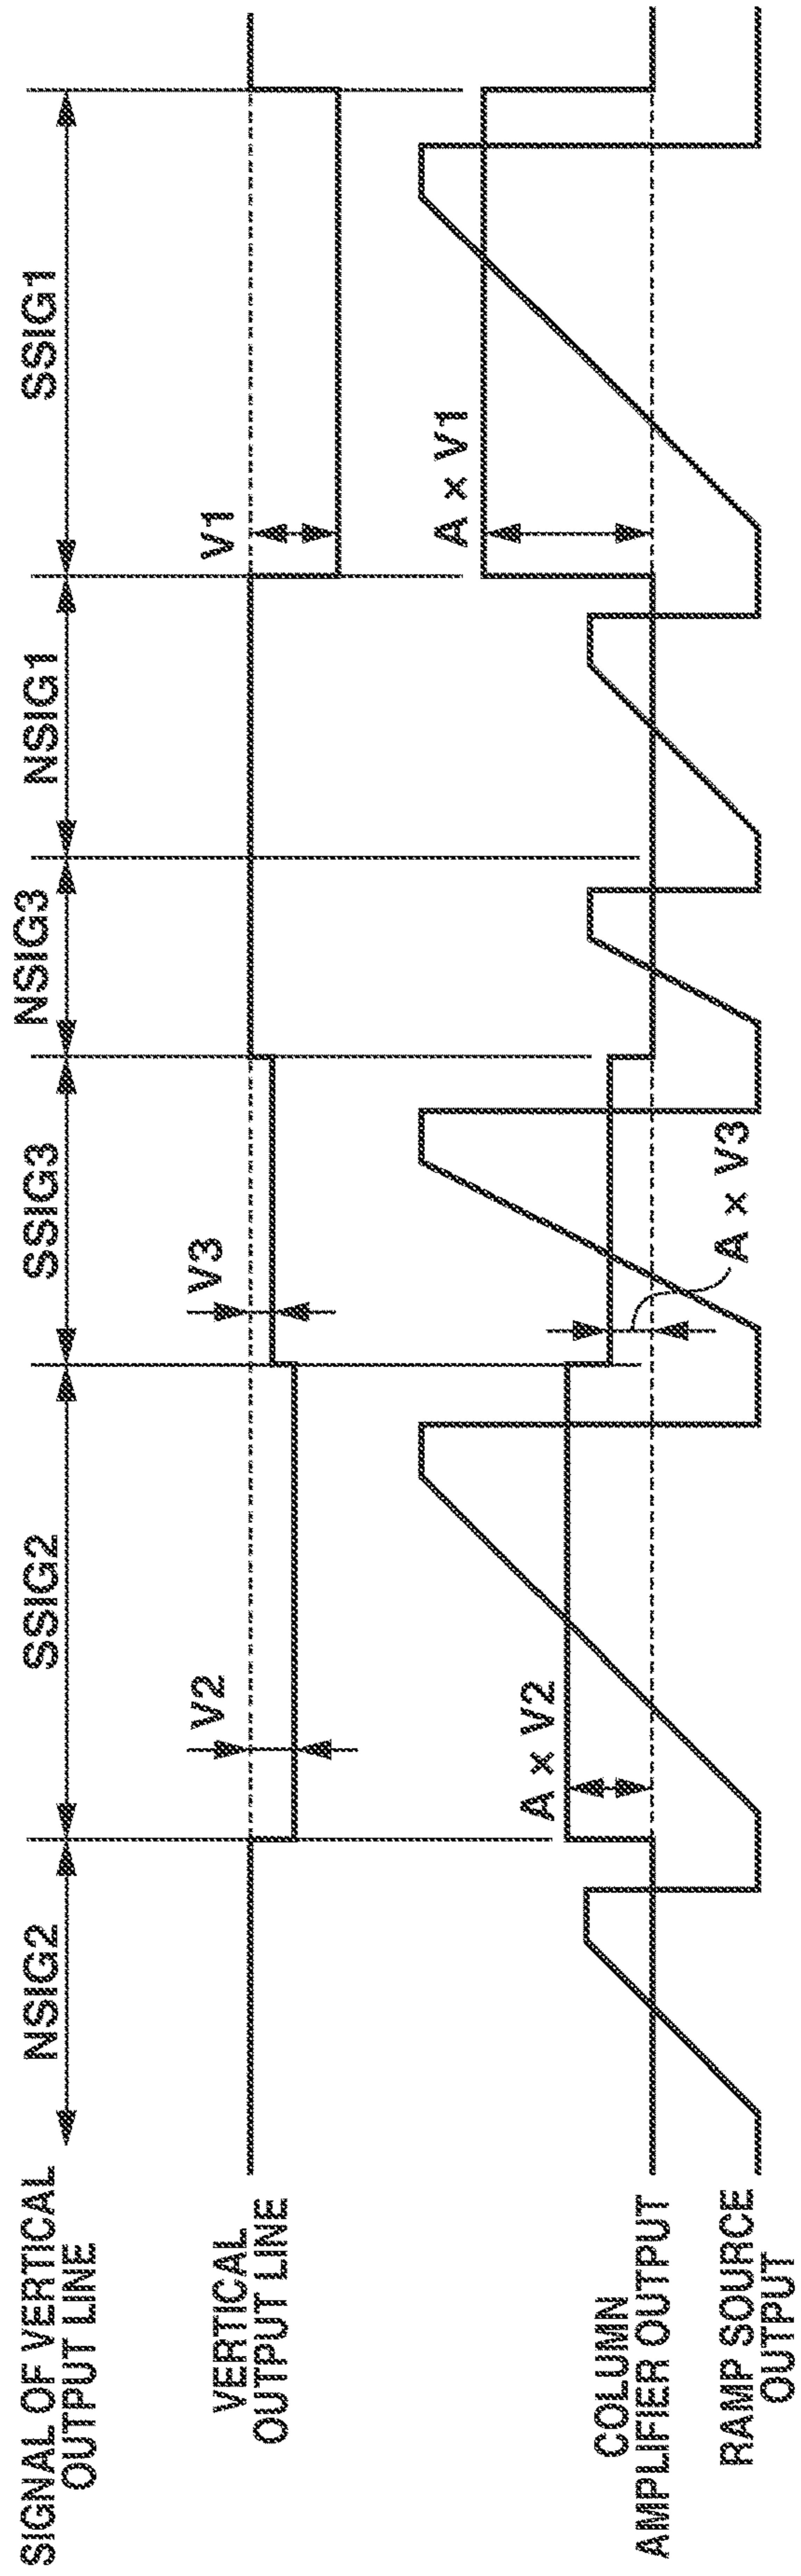 SIGNAL OF VERTICAL
OUTPUT LINE
NSIG2
SSIG2
SSIG3
NSIG3
NSIG1
SSIG1
VERTICAL
OUTPUT LINE
V2
V3
V1
COLUMN
AMPLIFIER OUTPUT
A × V2
A × V3
A × V1
RAMP SOURCE
OUTPUT